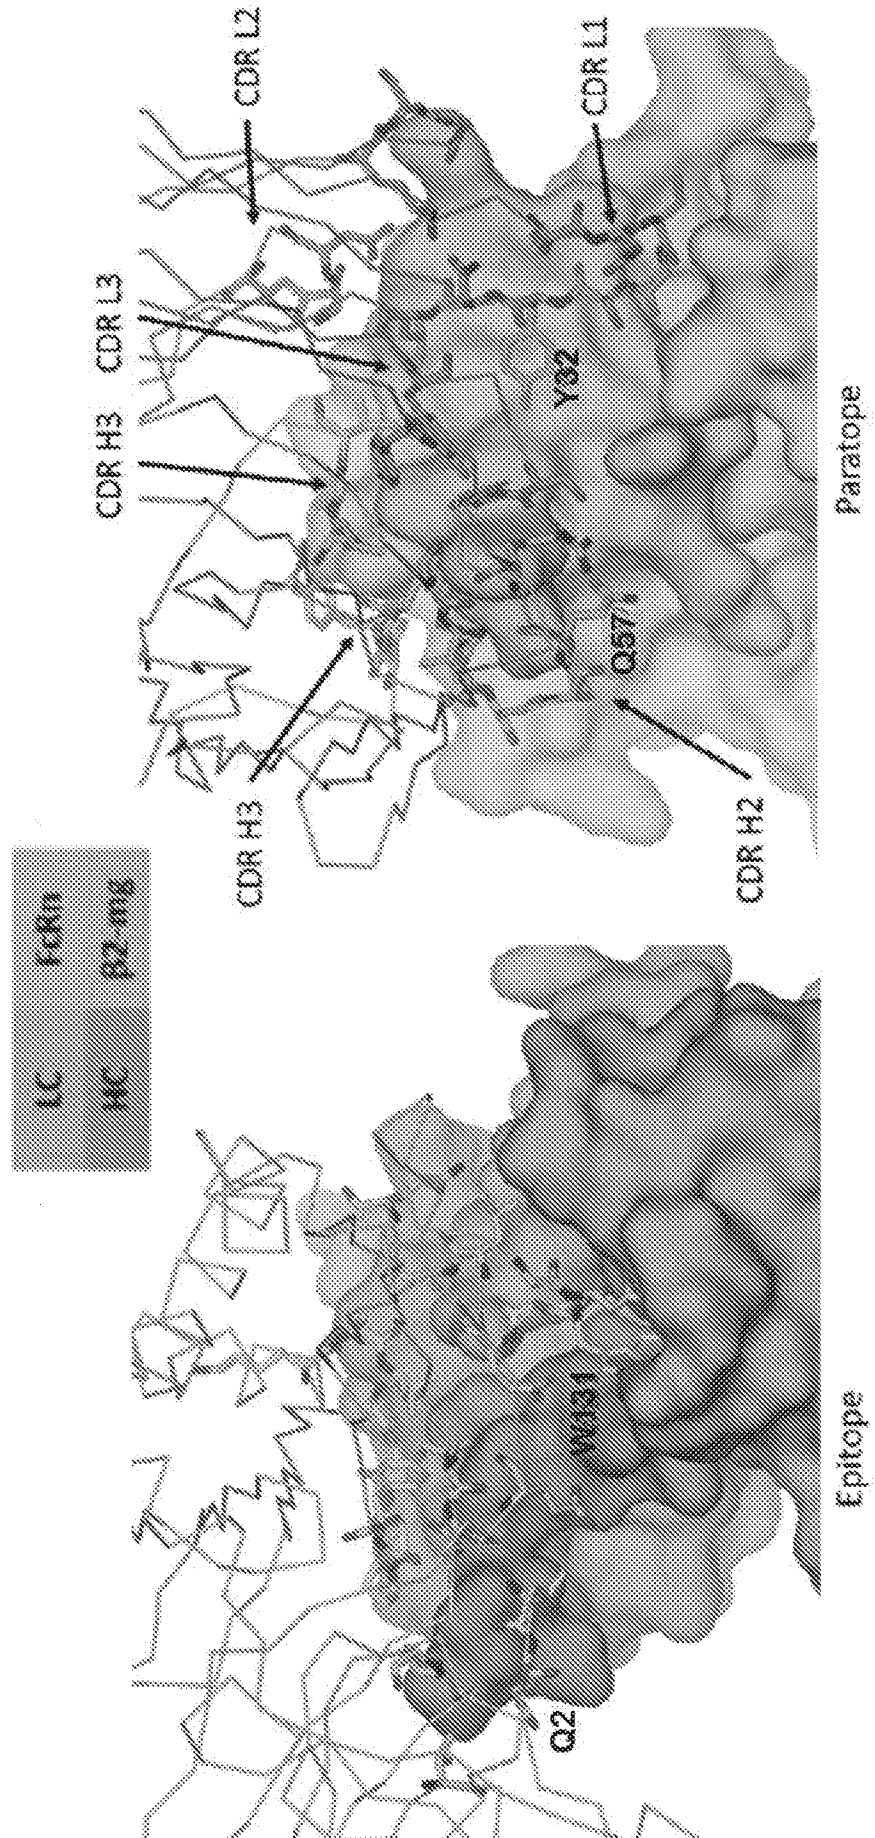 LC FcRn
HC β2-mg
CDR H3
CDR L3
CDR L2
CDR H3
CDR H2
CDR L1
Q2
W131
Q57
Y32
Epitope
Paratope